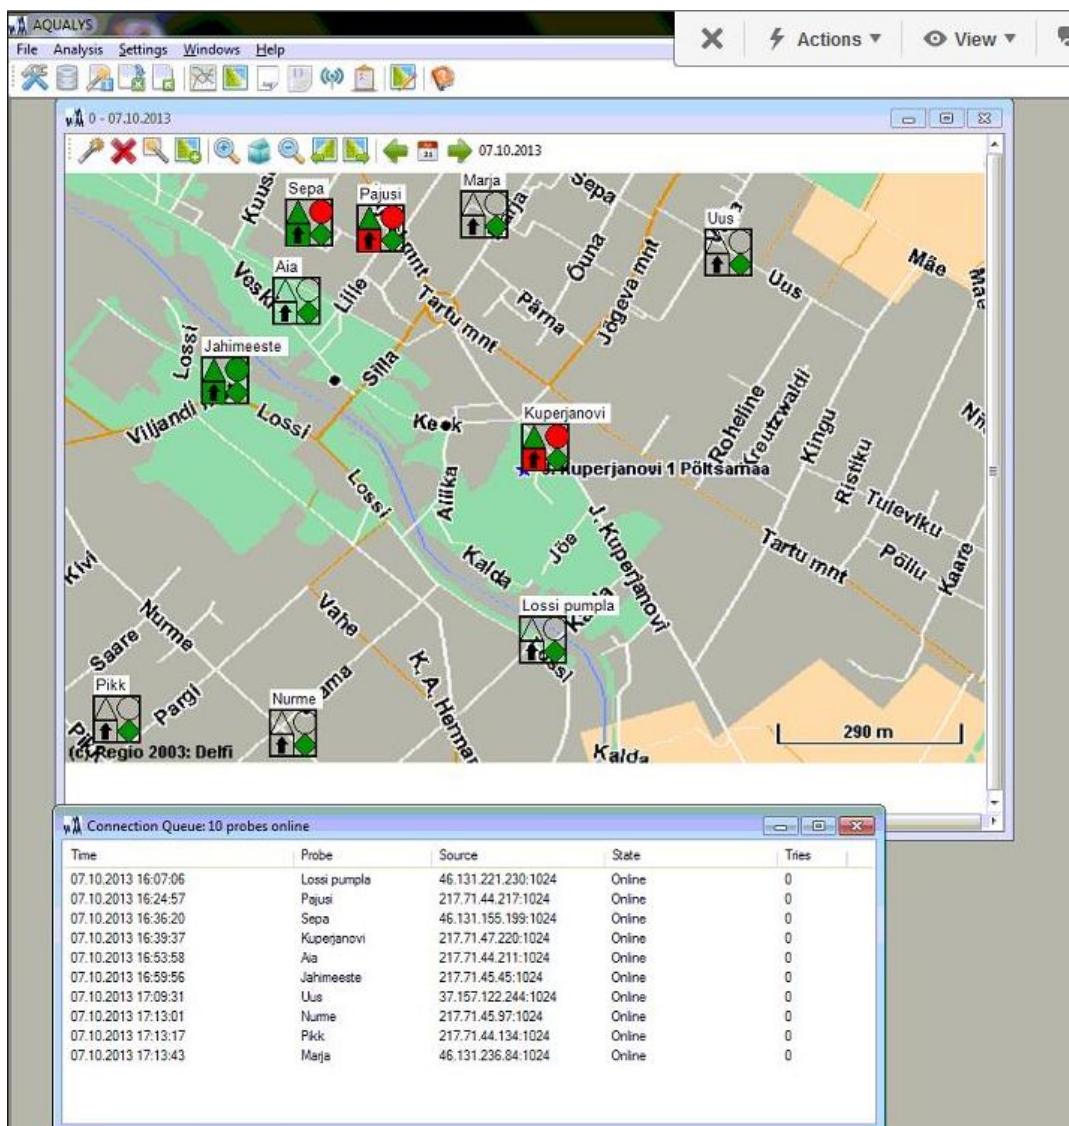 AQUALYS
File Analysis Settings Windows Help
Actions View
0 - 07.10.2013
07.10.2013
Sepa
Pajusi
Marja
Sepa
Uus
Aia
Lille
Tartu mnt
Pärna
Õuna
Jõgeva mnt
Uus
Mäe
Jahimeeste
Lossi
Silla
Viljandi
Lossi
Kuperjanovi
J. Kuperjanovi 1 Põltsamaa
Roheline
Kreutzwaldi
Kingu
Ristiku
Tuleviku
Põllu
Kaare
Lossi
Allika
Kalda
Jõe
J. Kuperjanovi
Tartu mnt
Kivi
Nurme
Saare
Pargi
Vahe
K. A. Herman
Lossi pumpla
Pikk
Nurme
290 m
(c) Regio 2003: Delfi
Kalda
Connection Queue: 10 probes online
Time Probe Source State Tries
07.10.2013 16:07:06 Lossi pumpla 46.131.221.230:1024 Online 0
07.10.2013 16:24:57 Pajusi 217.71.44.217:1024 Online 0
07.10.2013 16:36:20 Sepa 46.131.155.199:1024 Online 0
07.10.2013 16:39:37 Kuperjanovi 217.71.47.220:1024 Online 0
07.10.2013 16:53:58 Aia 217.71.44.211:1024 Online 0
07.10.2013 16:59:56 Jahimeeste 217.71.45.45:1024 Online 0
07.10.2013 17:09:31 Uus 37.157.122.244:1024 Online 0
07.10.2013 17:13:01 Nurme 217.71.45.97:1024 Online 0
07.10.2013 17:13:17 Pikk 217.71.44.134:1024 Online 0
07.10.2013 17:13:43 Marja 46.131.236.84:1024 Online 0